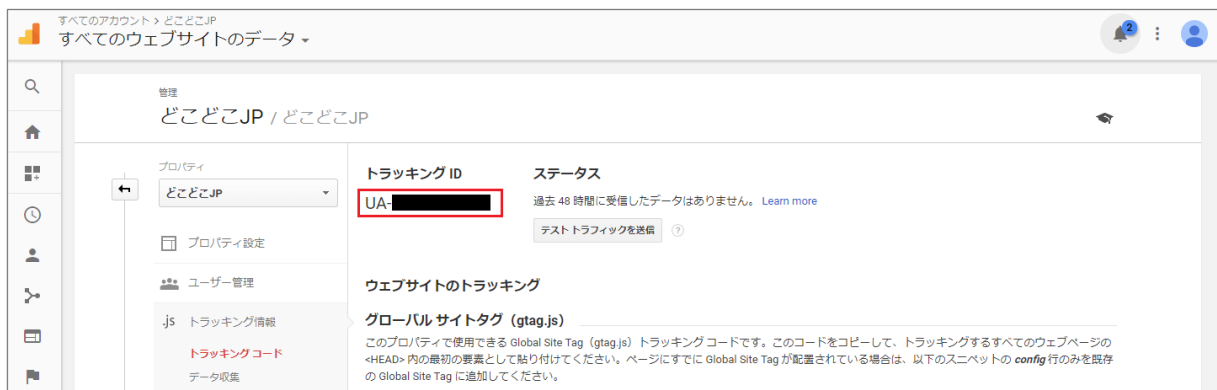 すべてのアカウント > どこどこJP
すべてのウェブサイトのデータ
2
管理
どこどこJP / どこどこJP
プロパティ
どこどこJP
プロパティ設定
ユーザー管理
.js トラッキング情報
トラッキング コード
データ収集
トラッキング ID
UA-
ステータス
過去 48 時間に受信したデータはありません。 Learn more
テスト トラフィックを送信 ?
ウェブサイトのトラッキング
グローバル サイトタグ（gtag.js）
このプロパティで使用できる Global Site Tag（gtag.js）トラッキング コードです。このコードをコピーして、トラッキングするすべてのウェブページの
<HEAD> 内の最初の要素として貼り付けてください。ページにすでに Global Site Tag が配置されている場合は、以下のスニペットの config 行のみを既存
の Global Site Tag に追加してください。